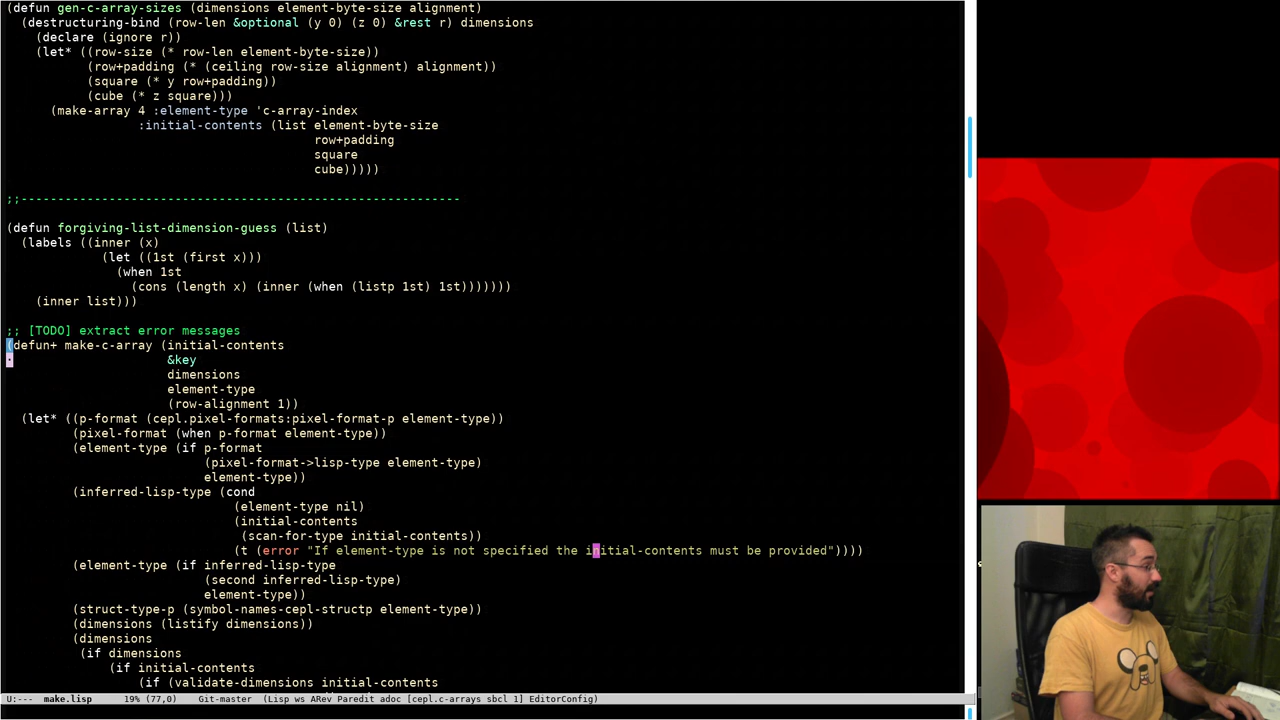 (defun gen-c-array-sizes (dimensions element-byte-size alignment)
  (destructuring-bind (row-len &optional (y 0) (z 0) &rest r) dimensions
    (declare (ignore r))
    (let* ((row-size (* row-len element-byte-size))
           (row+padding (* (ceiling row-size alignment) alignment))
           (square (* y row+padding))
           (cube (* z square)))
      (make-array 4 :element-type 'c-array-index
                  :initial-contents (list element-byte-size
                                          row+padding
                                          square
                                          cube)))))
;;------------------------------------------------------------
(defun forgiving-list-dimension-guess (list)
  (labels ((inner (x)
             (let ((1st (first x)))
               (when 1st
                 (cons (length x) (inner (when (listp 1st) 1st)))))))
    (inner list)))
;; [TODO] extract error messages
(defun+ make-c-array (initial-contents
                      &key
                      dimensions
                      element-type
                      (row-alignment 1))
  (let* ((p-format (cepl.pixel-formats:pixel-format-p element-type))
         (pixel-format (when p-format element-type))
         (element-type (if p-format
                           (pixel-format->lisp-type element-type)
                           element-type))
         (inferred-lisp-type (cond
                               (element-type nil)
                               (initial-contents
                                (scan-for-type initial-contents))
                               (t (error "If element-type is not specified the initial-contents must be provided"))))
         (element-type (if inferred-lisp-type
                           (second inferred-lisp-type)
                           element-type))
         (struct-type-p (symbol-names-cepl-structp element-type))
         (dimensions (listify dimensions))
         (dimensions
          (if dimensions
              (if initial-contents
                  (if (validate-dimensions initial-contents
U:---  make.lisp      19% (77,0)    Git-master  (Lisp ws ARev Paredit adoc [cepl.c-arrays sbcl 1] EditorConfig)